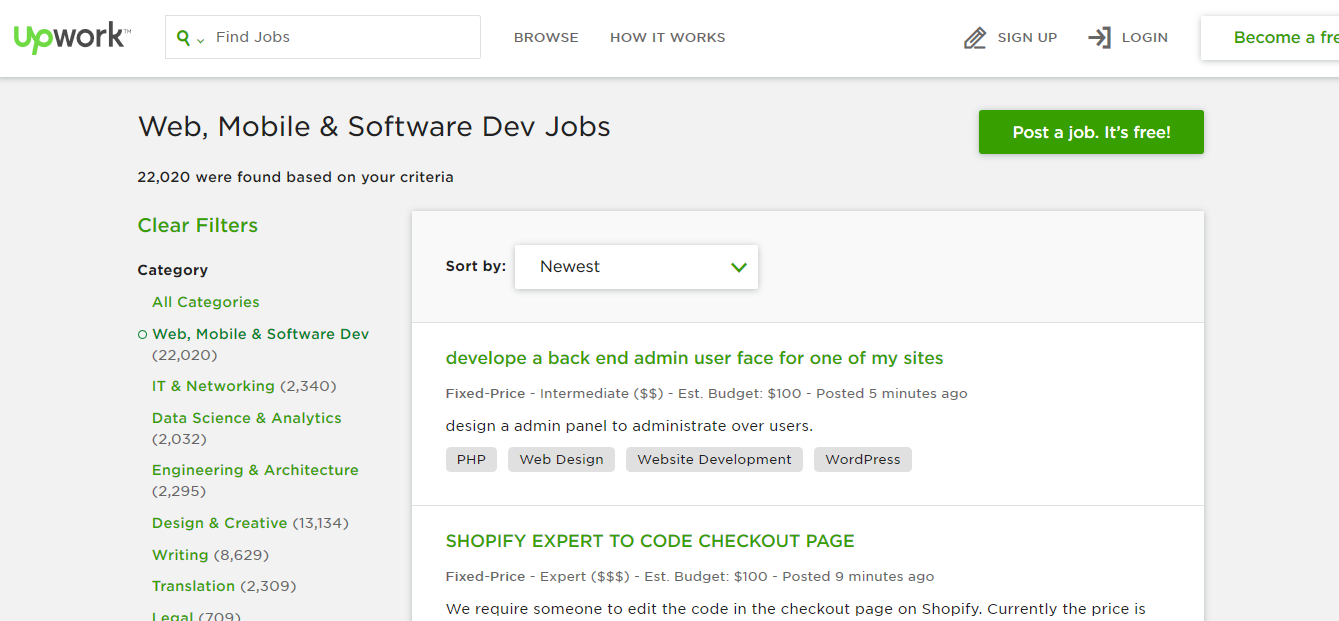 upwork™
Find Jobs
BROWSE
HOW IT WORKS
SIGN UP
LOGIN
Become a fre
Web, Mobile & Software Dev Jobs
Post a job. It's free!
22,020 were found based on your criteria
Clear Filters
Category
All Categories
Web, Mobile & Software Dev
(22,020)
IT & Networking (2,340)
Data Science & Analytics
(2,032)
Engineering & Architecture
(2,295)
Design & Creative (13,134)
Writing (8,629)
Translation (2,309)
Legal (709)
Sort by: Newest
develope a back end admin user face for one of my sites
Fixed-Price - Intermediate ($$) - Est. Budget: $100 - Posted 5 minutes ago
design a admin panel to administrate over users.
PHP Web Design Website Development WordPress
SHOPIFY EXPERT TO CODE CHECKOUT PAGE
Fixed-Price - Expert ($$$) - Est. Budget: $100 - Posted 9 minutes ago
We require someone to edit the code in the checkout page on Shopify. Currently the price is